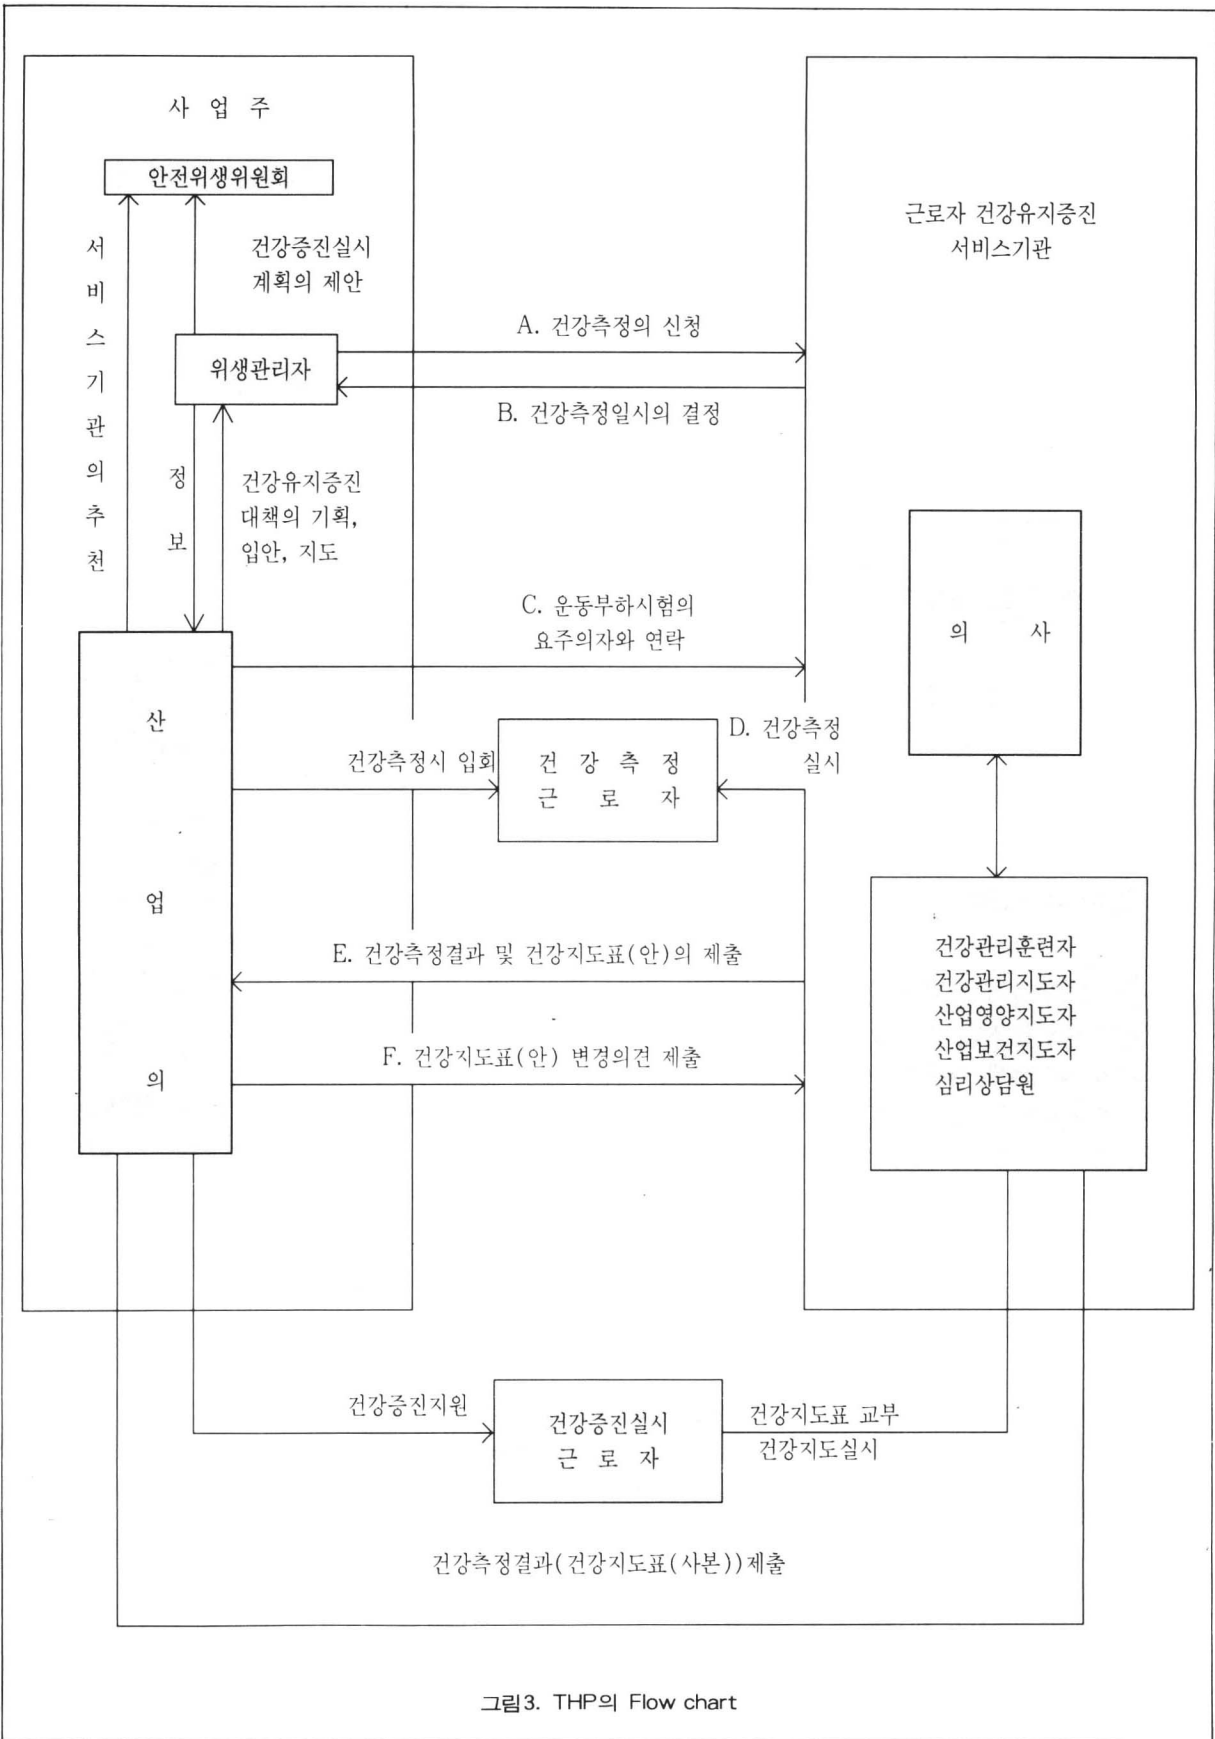 사 업 주
안전위생위원회
서비스기관의추천
건강증진실시
계획의 제안
위생관리자
정보
건강유지증진
대책의 기획,
입안, 지도
근로자 건강유지증진
서비스기관
A. 건강측정의 신청
B. 건강측정일시의 결정
C. 운동부하시험의
요주의자와 연락
의 사
산업의
건강측정시 입회
건 강 측 정
근 로 자
D. 건강측정
실시
E. 건강측정결과 및 건강지도표(안)의 제출
F. 건강지도표(안) 변경의견 제출
건강관리훈련자
건강관리지도자
산업영양지도자
산업보건지도자
심리상담원
건강증진지원
건강증진실시
근 로 자
건강지도표 교부
건강지도실시
건강측정결과(건강지도표(사본))제출
그림3. THP의 Flow chart